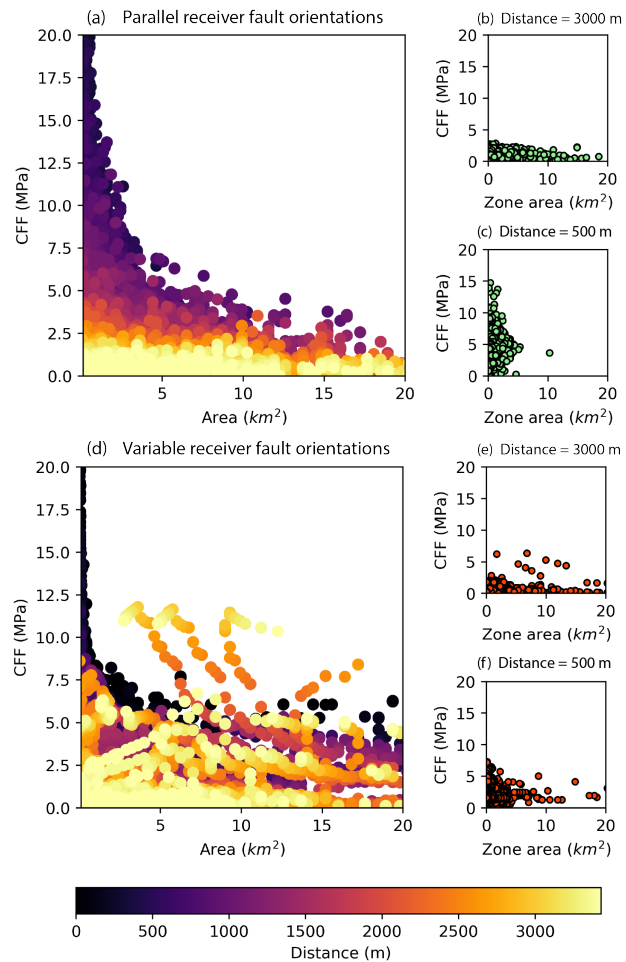 (a) Parallel receiver fault orientations
20.0
17.5
15.0
12.5
10.0
7.5
5.0
2.5
0.0
CFF (MPa)
5 10 15 20
Area (km²)
(b) Distance = 3000 m
20
15
10
5
0
CFF (MPa)
0 10 20
Zone area (km²)
(c) Distance = 500 m
20
15
10
5
0
CFF (MPa)
0 10 20
Zone area (km²)
(d) Variable receiver fault orientations
20.0
17.5
15.0
12.5
10.0
7.5
5.0
2.5
0.0
CFF (MPa)
5 10 15 20
Area (km²)
(e) Distance = 3000 m
20
15
10
5
0
CFF (MPa)
0 10 20
Zone area (km²)
(f) Distance = 500 m
20
15
10
5
0
CFF (MPa)
0 10 20
Zone area (km²)
0 500 1000 1500 2000 2500 3000
Distance (m)